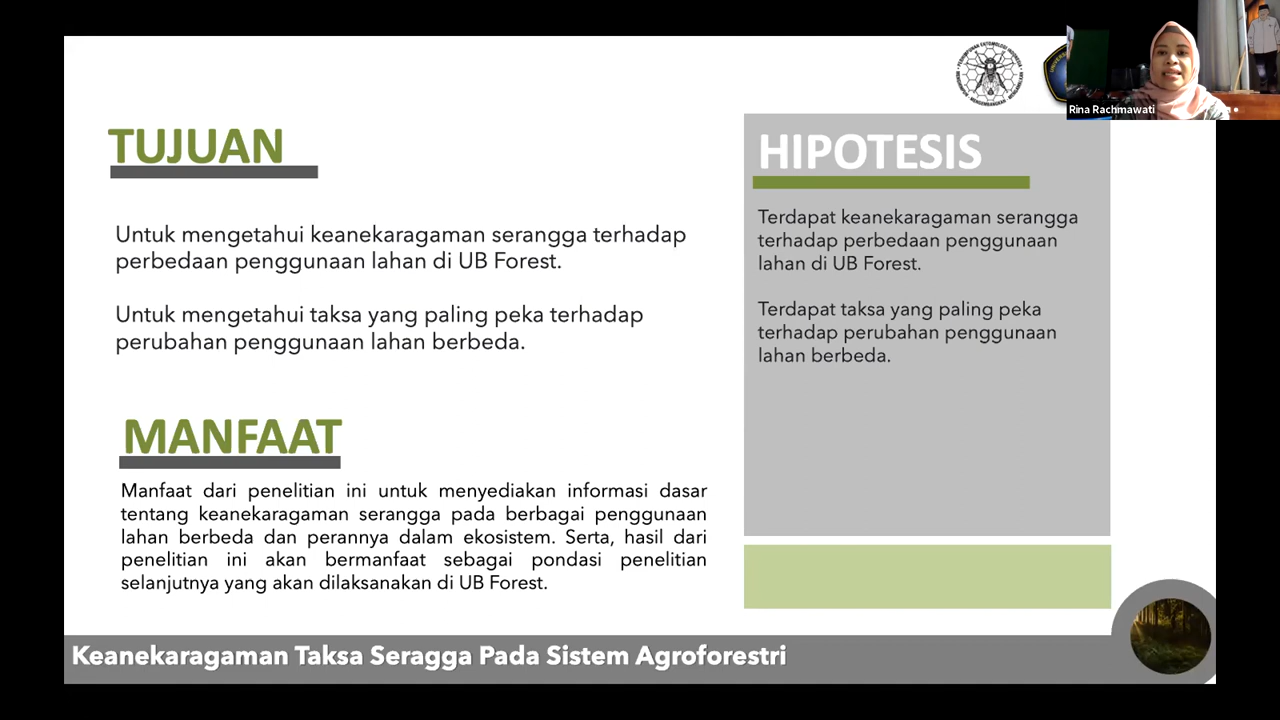 Rina Rachmawati
TUJUAN
Untuk mengetahui keanekaragaman serangga terhadap
perbedaan penggunaan lahan di UB Forest.
Untuk mengetahui taksa yang paling peka terhadap
perubahan penggunaan lahan berbeda.
MANFAAT
Manfaat dari penelitian ini untuk menyediakan informasi dasar
tentang keanekaragaman serangga pada berbagai penggunaan
lahan berbeda dan perannya dalam ekosistem. Serta, hasil dari
penelitian ini akan bermanfaat sebagai pondasi penelitian
selanjutnya yang akan dilaksanakan di UB Forest.
HIPOTESIS
Terdapat keanekaragaman serangga
terhadap perbedaan penggunaan
lahan di UB Forest.
Terdapat taksa yang paling peka
terhadap perubahan penggunaan
lahan berbeda.
Keanekaragaman Taksa Seragga Pada Sistem Agroforestri